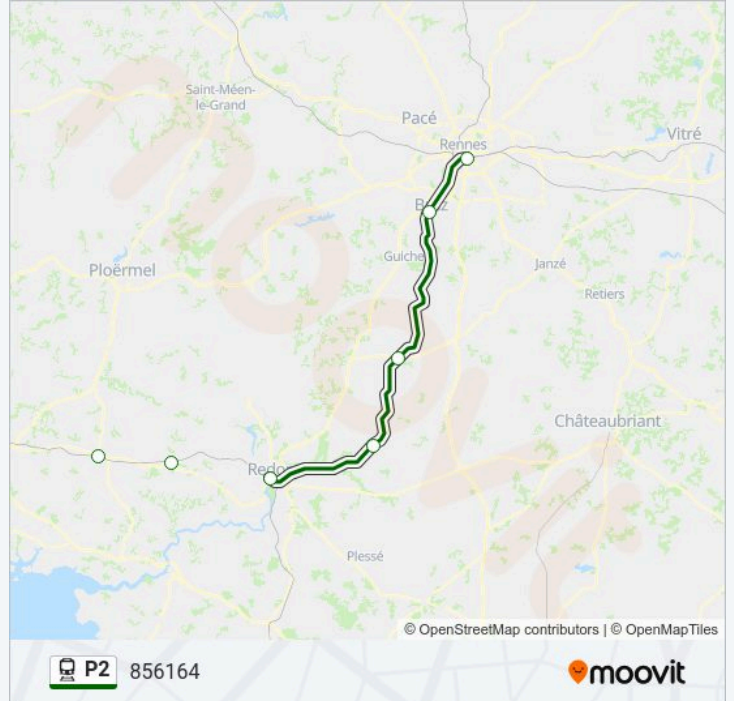 Saint-Méen-
le-Grand
Pacé
Rennes
Vitré
Guiche
Ploërmel
Janzé
Retiers
Châteaubriant
Plessé
moovit
© OpenStreetMap contributors | © OpenMapTiles
P2 856164
moovit